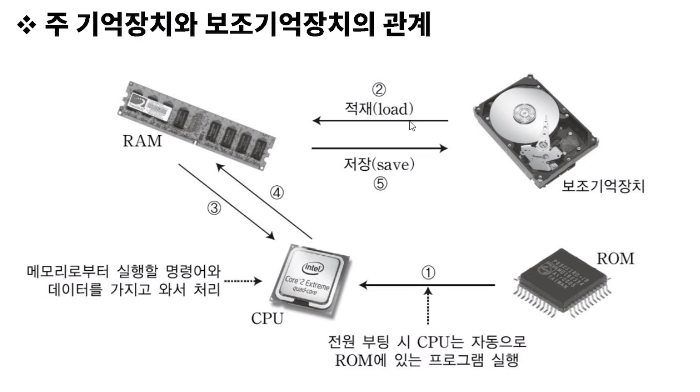 ❖ 주 기억장치와 보조기억장치의 관계
②
적재(load)
RAM
저장(save)
⑤
보조기억장치
③
④
메모리로부터 실행할 명령어와
데이터를 가지고 와서 처리
intel
Core 2 Extreme
quad-core
CPU
①
ROM
전원 부팅 시 CPU는 자동으로
ROM에 있는 프로그램 실행